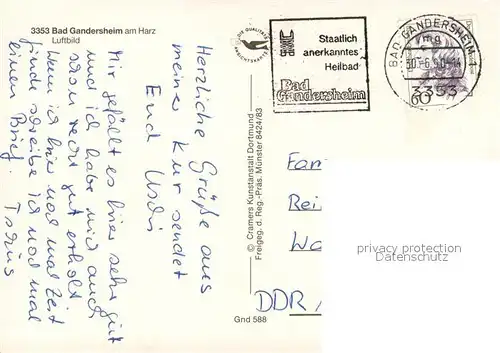 3353 Bad Gandersheim am Harz
Luftbild
Herzliche Grüße aus
meiner Kur sendet
Euch Uschi
Mir gefällt es hier sehr gut
und ich habe mich auch
schon recht gut erholt.
Wenn ich hier noch mal Zeit
finde schreibe ich noch mal
einen Brief.
Tschüs
© Cramers Kunstanstalt Dortmund
Freigeg. d. Reg.-Präs. Münster 8424/83
Gnd 588
Staatlich
anerkanntes
Heilbad
Bad
Gandersheim
BAD GANDERSHEIM
3353
60
Fam
Rei
Wa
DDR
privacy protection
Datenschutz